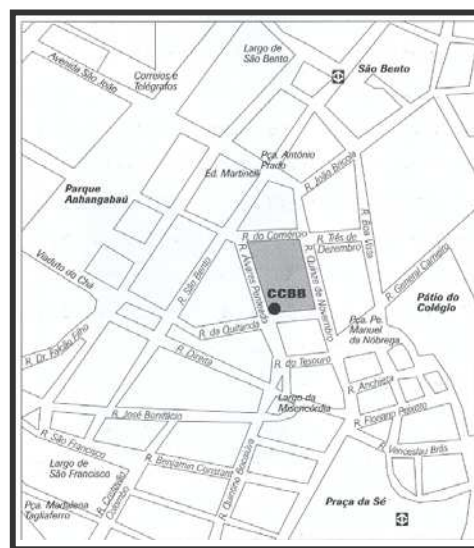 Largo de
São Bento
São Bento
Avenida São João
Correios e
Telégrafos
Pça. Antônio
Prado
Ed. Martinelli
R. João Brícola
Parque
Anhangabaú
R. do Comércio
R. Três de
Dezembro
R. Boa Vista
R. Álvares Penteado
R. Quinze de Novembro
R. General Carneiro
Viaduto do Chá
R. São Bento
CCBB
Pátio do
Colégio
Pça. Pe.
Manuel
da Nóbrega
R. da Quitanda
R. Direita
R. do Tesouro
R. Dr. Falcão Filho
R. Anchieta
Largo da
Misericórdia
R. Floriano Peixoto
R. José Bonifácio
R. São Francisco
R. Venceslau Brás
Largo de
São Francisco
R. Benjamin Constant
R. Quintino Bocaiúva
R. Cristóvão
Colombo
Pça. Madalena
Tagliaferro
Praça da Sé